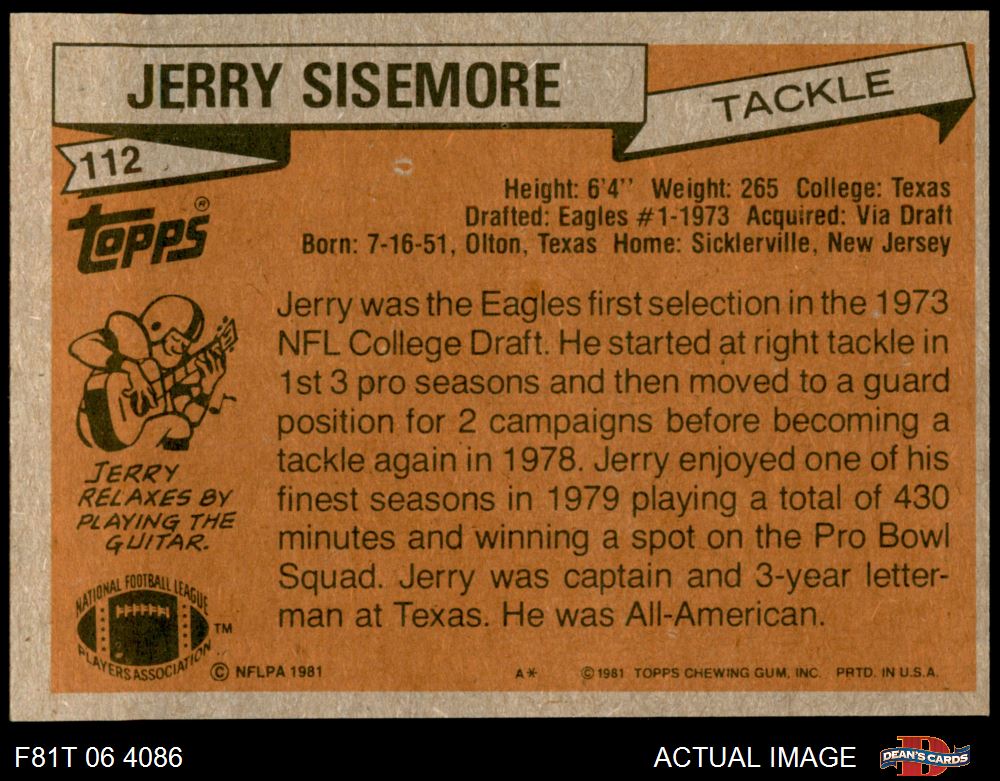 JERRY SISEMORE
TACKLE
112
topps®
Height: 6'4'' Weight: 265 College: Texas
Drafted: Eagles #1-1973 Acquired: Via Draft
Born: 7-16-51, Olton, Texas Home: Sicklerville, New Jersey
Jerry was the Eagles first selection in the 1973
NFL College Draft. He started at right tackle in
1st 3 pro seasons and then moved to a guard
position for 2 campaigns before becoming a
tackle again in 1978. Jerry enjoyed one of his
finest seasons in 1979 playing a total of 430
minutes and winning a spot on the Pro Bowl
Squad. Jerry was captain and 3-year letter-
man at Texas. He was All-American.
JERRY
RELAXES BY
PLAYING THE
GUITAR.
NATIONAL FOOTBALL LEAGUE
PLAYERS ASSOCIATION
TM
© NFLPA 1981
A*
©1981 TOPPS CHEWING GUM, INC. PRTD. IN U.S.A.
F81T 06 4086
ACTUAL IMAGE
DEAN'S CARDS